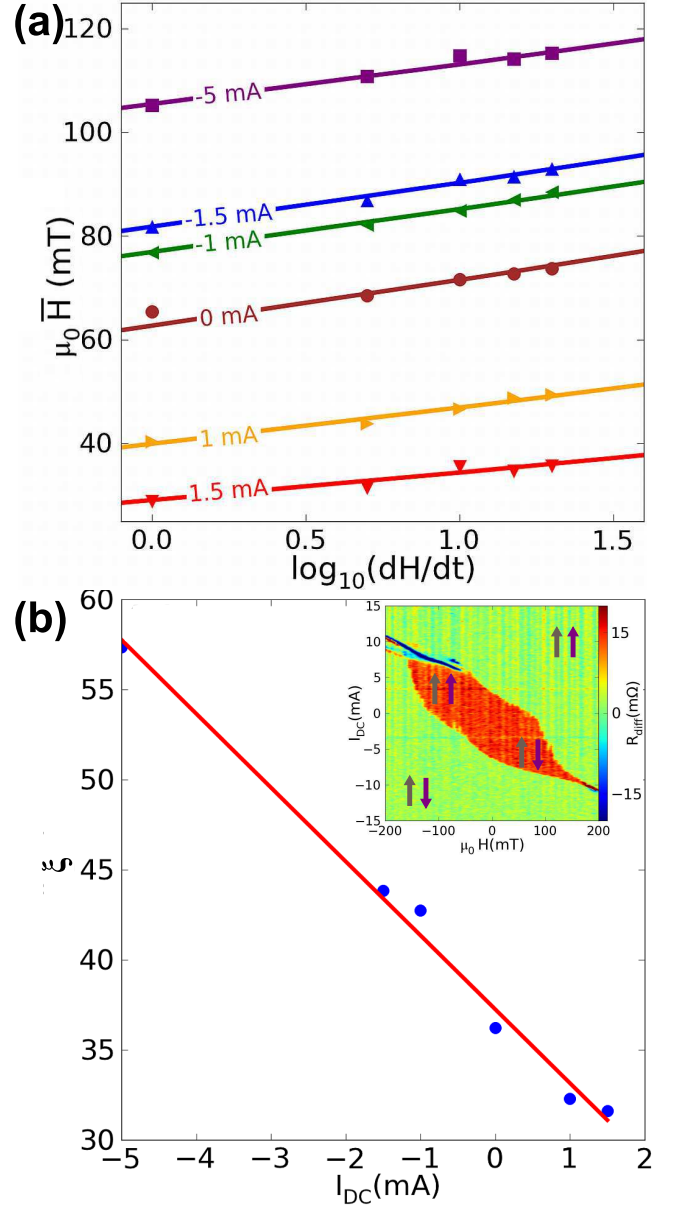 (a)
120
100
80
60
40
μ₀ H̅ (mT)
-5 mA
-1.5 mA
-1 mA
0 mA
1 mA
1.5 mA
0.0 0.5 1.0 1.5
log₁₀(dH/dt)
(b)
60
55
50
45
40
35
30
ξ
−5 −4 −3 −2 −1 0 1 2
I_DC(mA)
15
10
5
0
−5
−10
−15
I_DC(mA)
−200 −100 0 100 200
μ₀ H(mT)
15
0
−15
R_diff(mΩ)